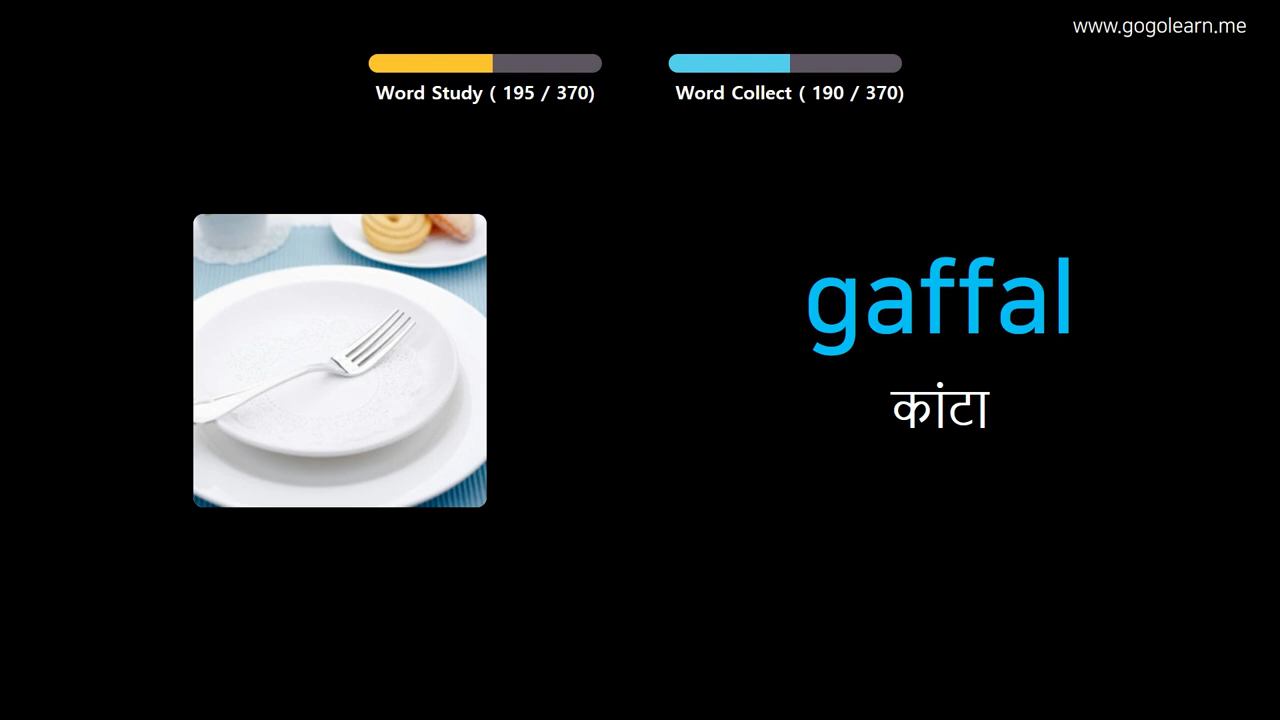 www.gogolearn.me
Word Study ( 195 / 370)
Word Collect ( 190 / 370)
gaffal
कांटा